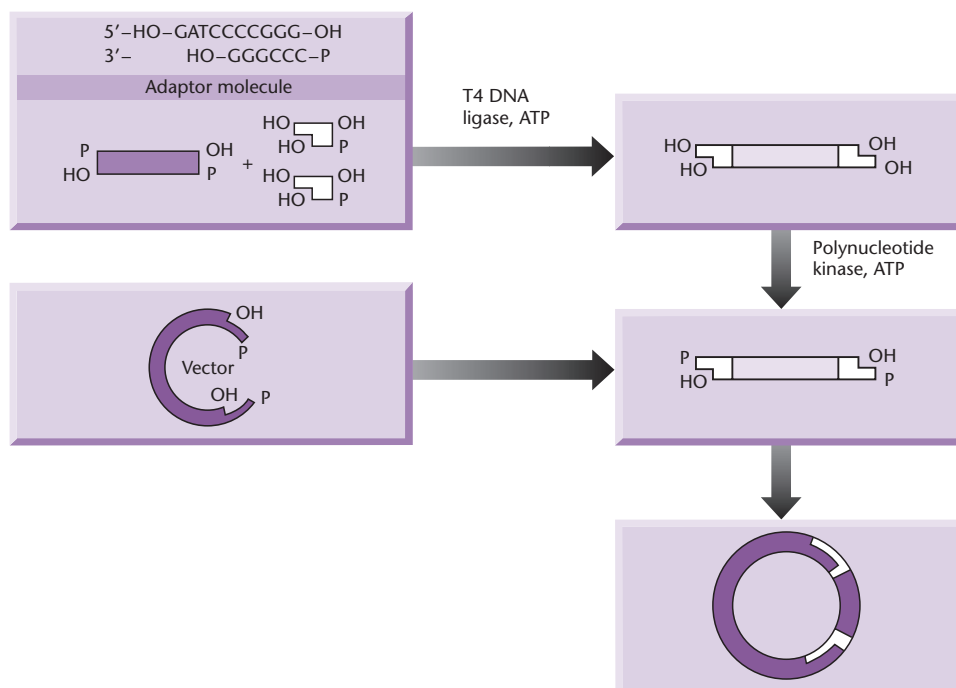 5′–HO–GATCCCCGGG–OH
3′– HO–GGGCCC–P
Adaptor molecule
P
HO
OH
P
+
HO
HO
OH
P
HO
HO
OH
P
T4 DNA
ligase, ATP
HO
HO
OH
OH
Polynucleotide
kinase, ATP
OH
P
Vector
OH
P
P
HO
OH
P